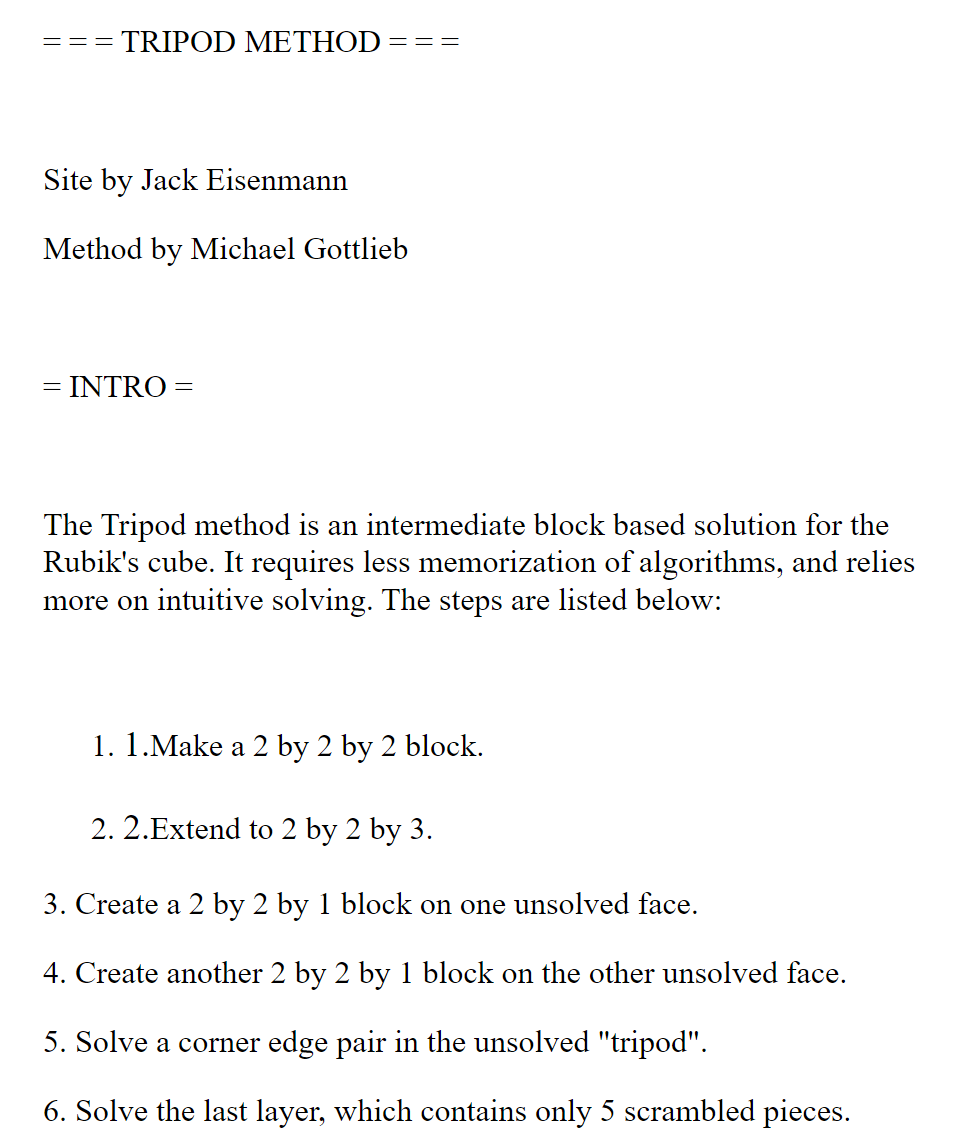 = = = TRIPOD METHOD = = =
Site by Jack Eisenmann
Method by Michael Gottlieb
= INTRO =
The Tripod method is an intermediate block based solution for the
Rubik's cube. It requires less memorization of algorithms, and relies
more on intuitive solving. The steps are listed below:
1. 1.Make a 2 by 2 by 2 block.
2. 2.Extend to 2 by 2 by 3.
3. Create a 2 by 2 by 1 block on one unsolved face.
4. Create another 2 by 2 by 1 block on the other unsolved face.
5. Solve a corner edge pair in the unsolved "tripod".
6. Solve the last layer, which contains only 5 scrambled pieces.